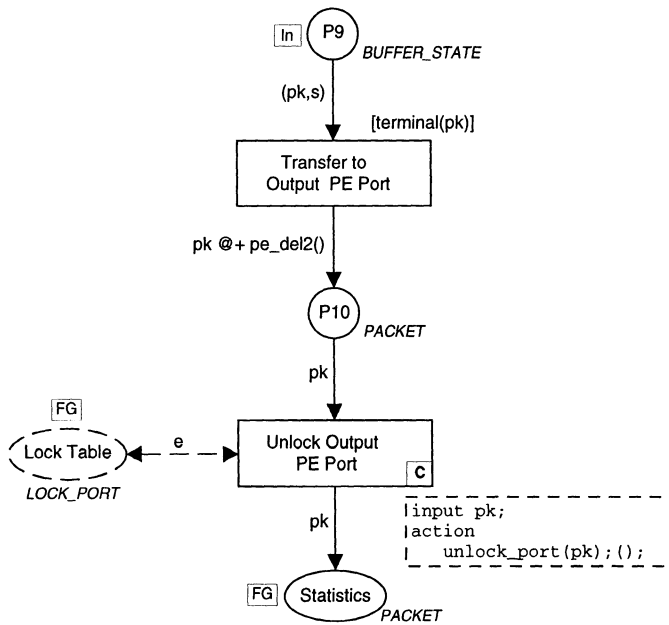 In
P9
BUFFER_STATE
(pk,s)
[terminal(pk)]
Transfer to
Output PE Port
pk @+ pe_del2()
P10
PACKET
pk
FG
Lock Table
LOCK_PORT
e
Unlock Output
PE Port
C
pk
input pk;
action
unlock_port(pk);();
FG
Statistics
PACKET